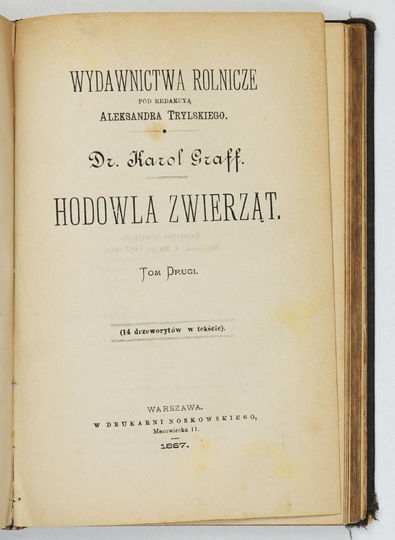 WYDAWNICTWA ROLNICZE
POD REDAKCYĄ
ALEKSANDRA TRYLSKIEGO.
Dr. Karol Graff.
HODOWLA ZWIERZĄT.
TOM DRUGI.
(14 drzeworytów w tekście).
WARSZAWA.
W DRUKARNI NOSKOWSKIEGO,
Mazowiecka 11.
1887.